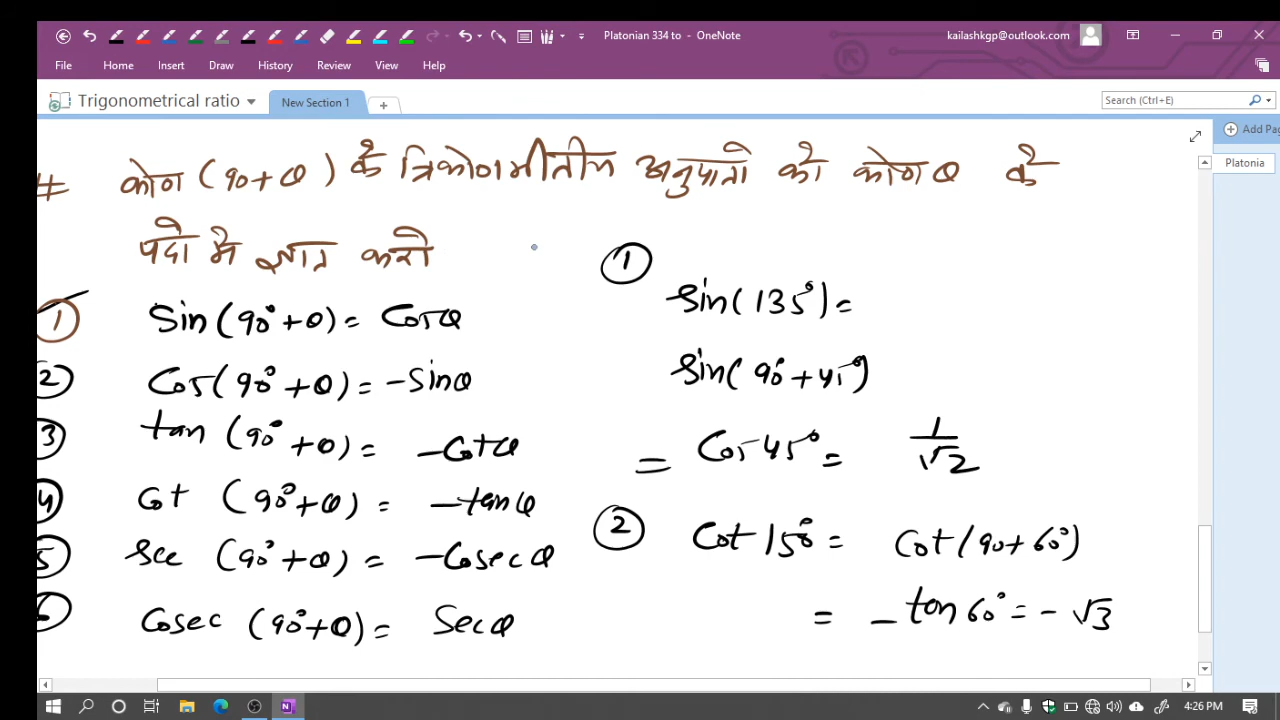 Platonian 334 to - OneNote
kailashkgp@outlook.com
File Home Insert Draw History Review View Help
Trigonometrical ratio
New Section 1
Search (Ctrl+E)
Add Pag
Platonia
# कोण (90+θ) के त्रिकोणमीतीय अनुपातो को कोण θ के
पदो मे ज्ञात करो
① Sin(90°+θ)= Cosθ
② Cos(90°+θ)= -Sinθ
③ tan (90°+θ)= -Cotθ
④ Cot (90°+θ)= -tanθ
⑤ Sec (90°+θ)= -Cosecθ
⑥ Cosec (90°+θ)= Secθ
①
Sin(135°)=
Sin(90°+45°)
= Cos45°= 1/√2
② Cot 150°= Cot(90+60°)
= -tan60°= -√3
4:26 PM